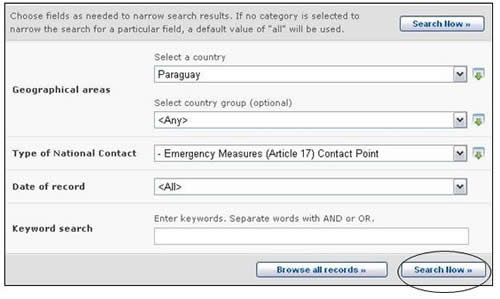 Choose fields as needed to narrow search results. If no category is selected to
narrow the search for a particular field, a default value of "all" will be used.
Search Now »
Geographical areas
Select a country
Paraguay
Select country group (optional)
<Any>
Type of National Contact
- Emergency Measures (Article 17) Contact Point
Date of record
<All>
Keyword search
Enter keywords. Separate words with AND or OR.
Browse all records »
Search Now »